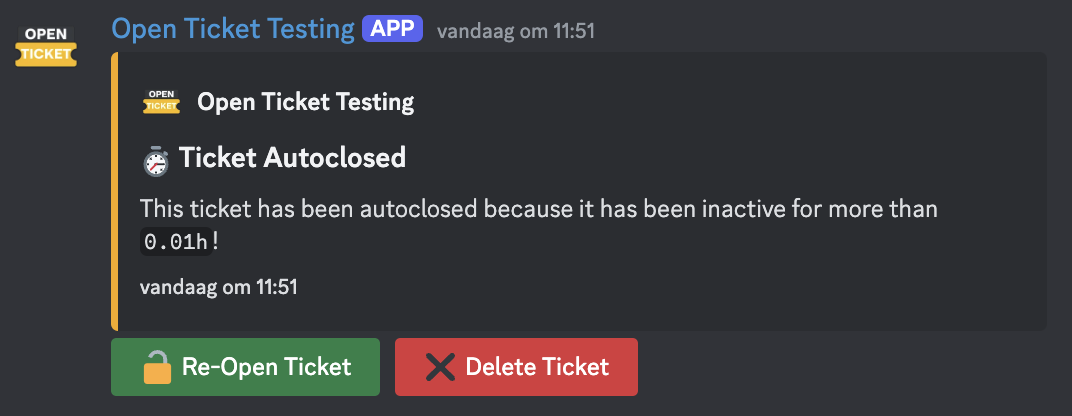 OPEN
TICKET
Open Ticket Testing APP vandaag om 11:51
OPEN
TICKET
Open Ticket Testing
Ticket Autoclosed
This ticket has been autoclosed because it has been inactive for more than
0.01h!
vandaag om 11:51
Re-Open Ticket
Delete Ticket